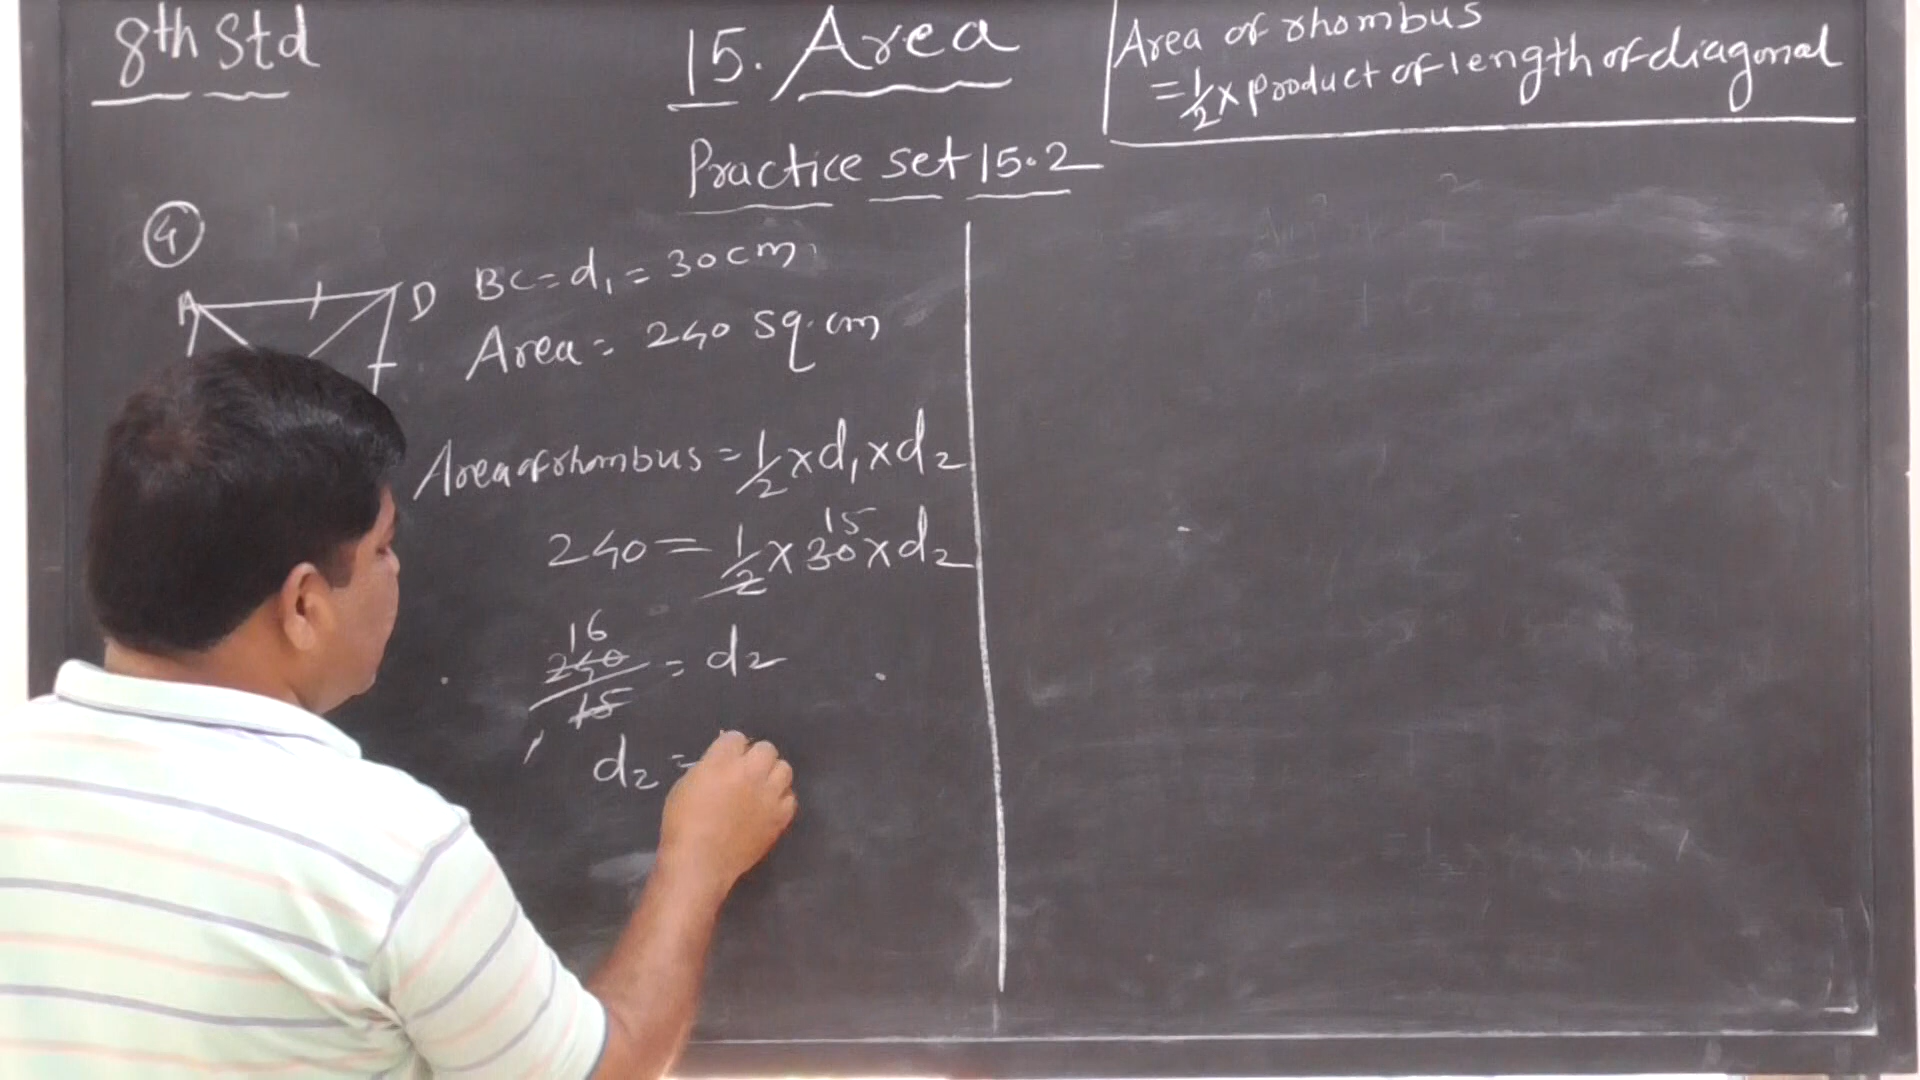 8th Std
15. Area
Area of rhombus
= 1/2 x product of length of diagonal
Practice set 15.2
4
A
D
BC = d₁ = 30 cm
Area = 240 sq.cm
Area of rhombus = 1/2 x d₁ x d₂
15
240 = 1/2 x 30 x d₂
16
240/15 = d₂
1
d₂ =